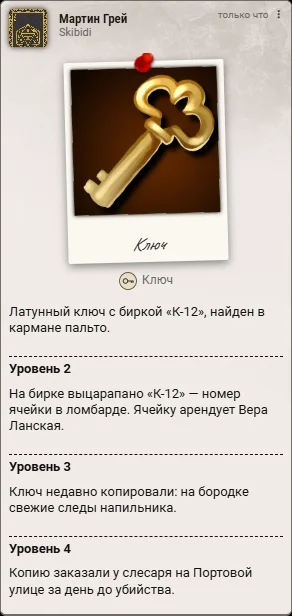 Мартин Грей
только что
Skibidi
Ключ
Ключ
Латунный ключ с биркой «К-12», найден в
кармане пальто.
Уровень 2
На бирке выцарапано «К-12» — номер
ячейки в ломбарде. Ячейку арендует Вера
Ланская.
Уровень 3
Ключ недавно копировали: на бородке
свежие следы напильника.
Уровень 4
Копию заказали у слесаря на Портовой
улице за день до убийства.